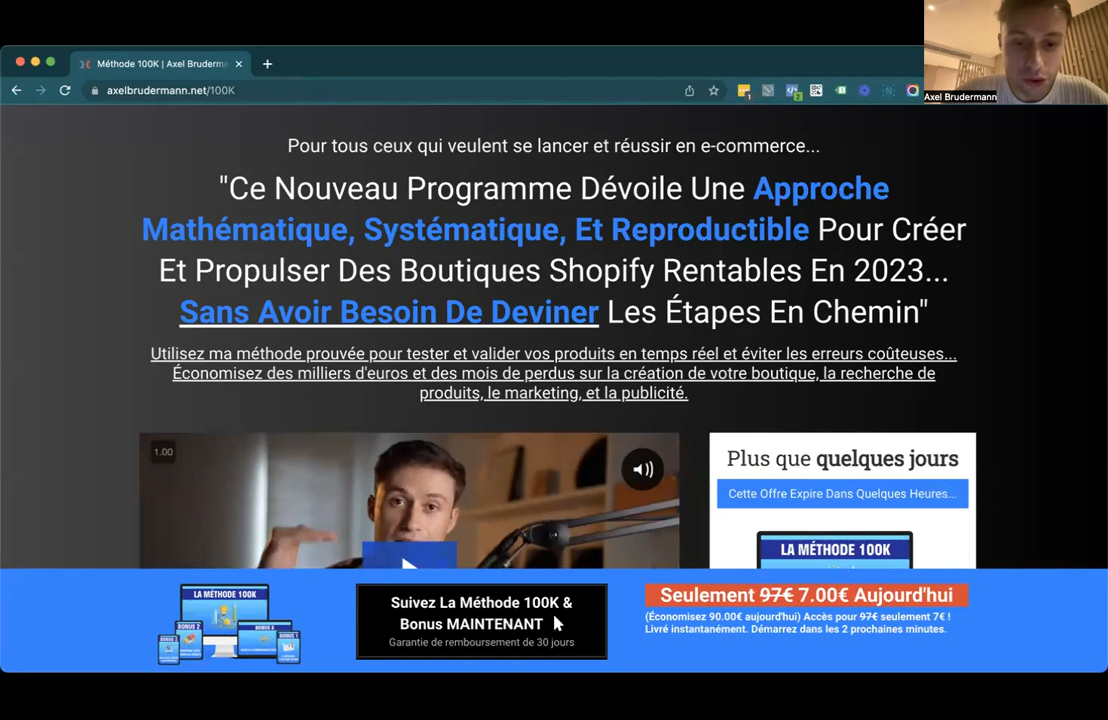 Méthode 100K | Axel Bruderm
axelbrudermann.net/100K
Axel Brudermann
Pour tous ceux qui veulent se lancer et réussir en e-commerce...
"Ce Nouveau Programme Dévoile Une Approche
Mathématique, Systématique, Et Reproductible Pour Créer
Et Propulser Des Boutiques Shopify Rentables En 2023...
Sans Avoir Besoin De Deviner Les Étapes En Chemin"
Utilisez ma méthode prouvée pour tester et valider vos produits en temps réel et éviter les erreurs coûteuses...
Économisez des milliers d'euros et des mois de perdus sur la création de votre boutique, la recherche de
produits, le marketing, et la publicité.
1.00
Plus que quelques jours
Cette Offre Expire Dans Quelques Heures...
LA MÉTHODE 100K
LA MÉTHODE 100K
BONUS 2
BONUS 4
BONUS 1
Suivez La Méthode 100K &
Bonus MAINTENANT
Garantie de remboursement de 30 jours
Seulement 97€ 7.00€ Aujourd'hui
(Économisez 90.00€ aujourd'hui) Accès pour 97€ seulement 7€ !
Livré instantanément. Démarrez dans les 2 prochaines minutes.